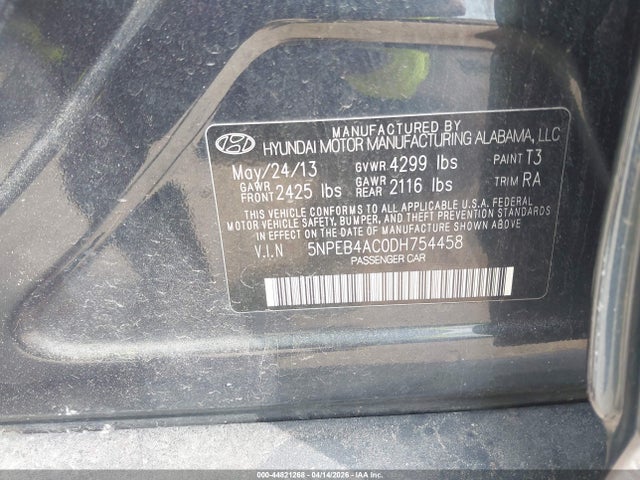 MANUFACTURED BY
HYUNDAI MOTOR MANUFACTURING ALABAMA, LLC
May/24/13 GVWR 4299 lbs PAINT T3
GAWR FRONT 2425 lbs GAWR REAR 2116 lbs TRIM RA
THIS VEHICLE CONFORMS TO ALL APPLICABLE U.S.A. FEDERAL
MOTOR VEHICLE SAFETY, BUMPER, AND THEFT PREVENTION STANDARDS
IN EFFECT ON THE DATE OF MANUFACTURE SHOWN ABOVE.
V.I.N 5NPEB4AC0DH754458
PASSENGER CAR
000-44821268 - 04/14/2026 - COPYRIGHT © 2026 IAA, LLC